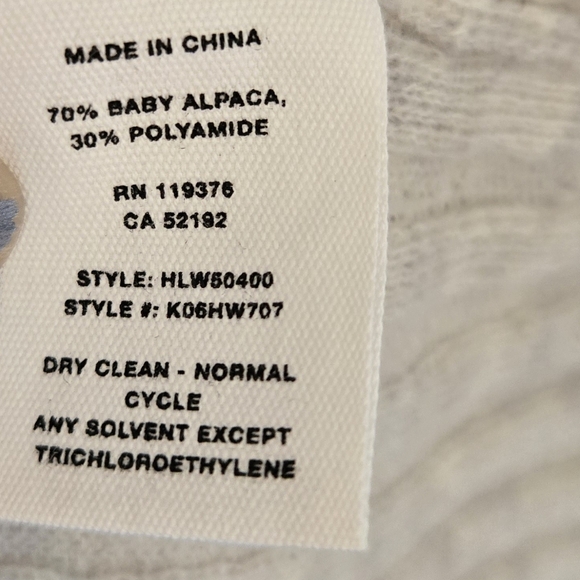 MADE IN CHINA
70% BABY ALPACA,
30% POLYAMIDE
RN 119376
CA 52192
STYLE: HLW50400
STYLE #: K06HW707
DRY CLEAN - NORMAL
CYCLE
ANY SOLVENT EXCEPT
TRICHLOROETHYLENE